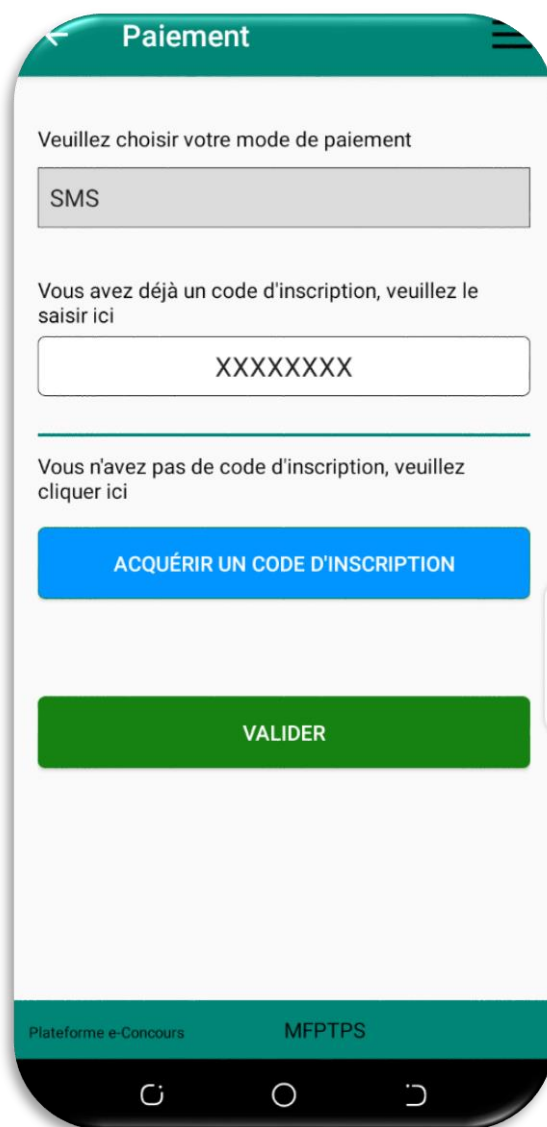 Paiement
Veuillez choisir votre mode de paiement
SMS
Vous avez déjà un code d'inscription, veuillez le
saisir ici
XXXXXXXX
Vous n'avez pas de code d'inscription, veuillez
cliquer ici
ACQUÉRIR UN CODE D'INSCRIPTION
VALIDER
Plateforme e-Concours MFPTPS